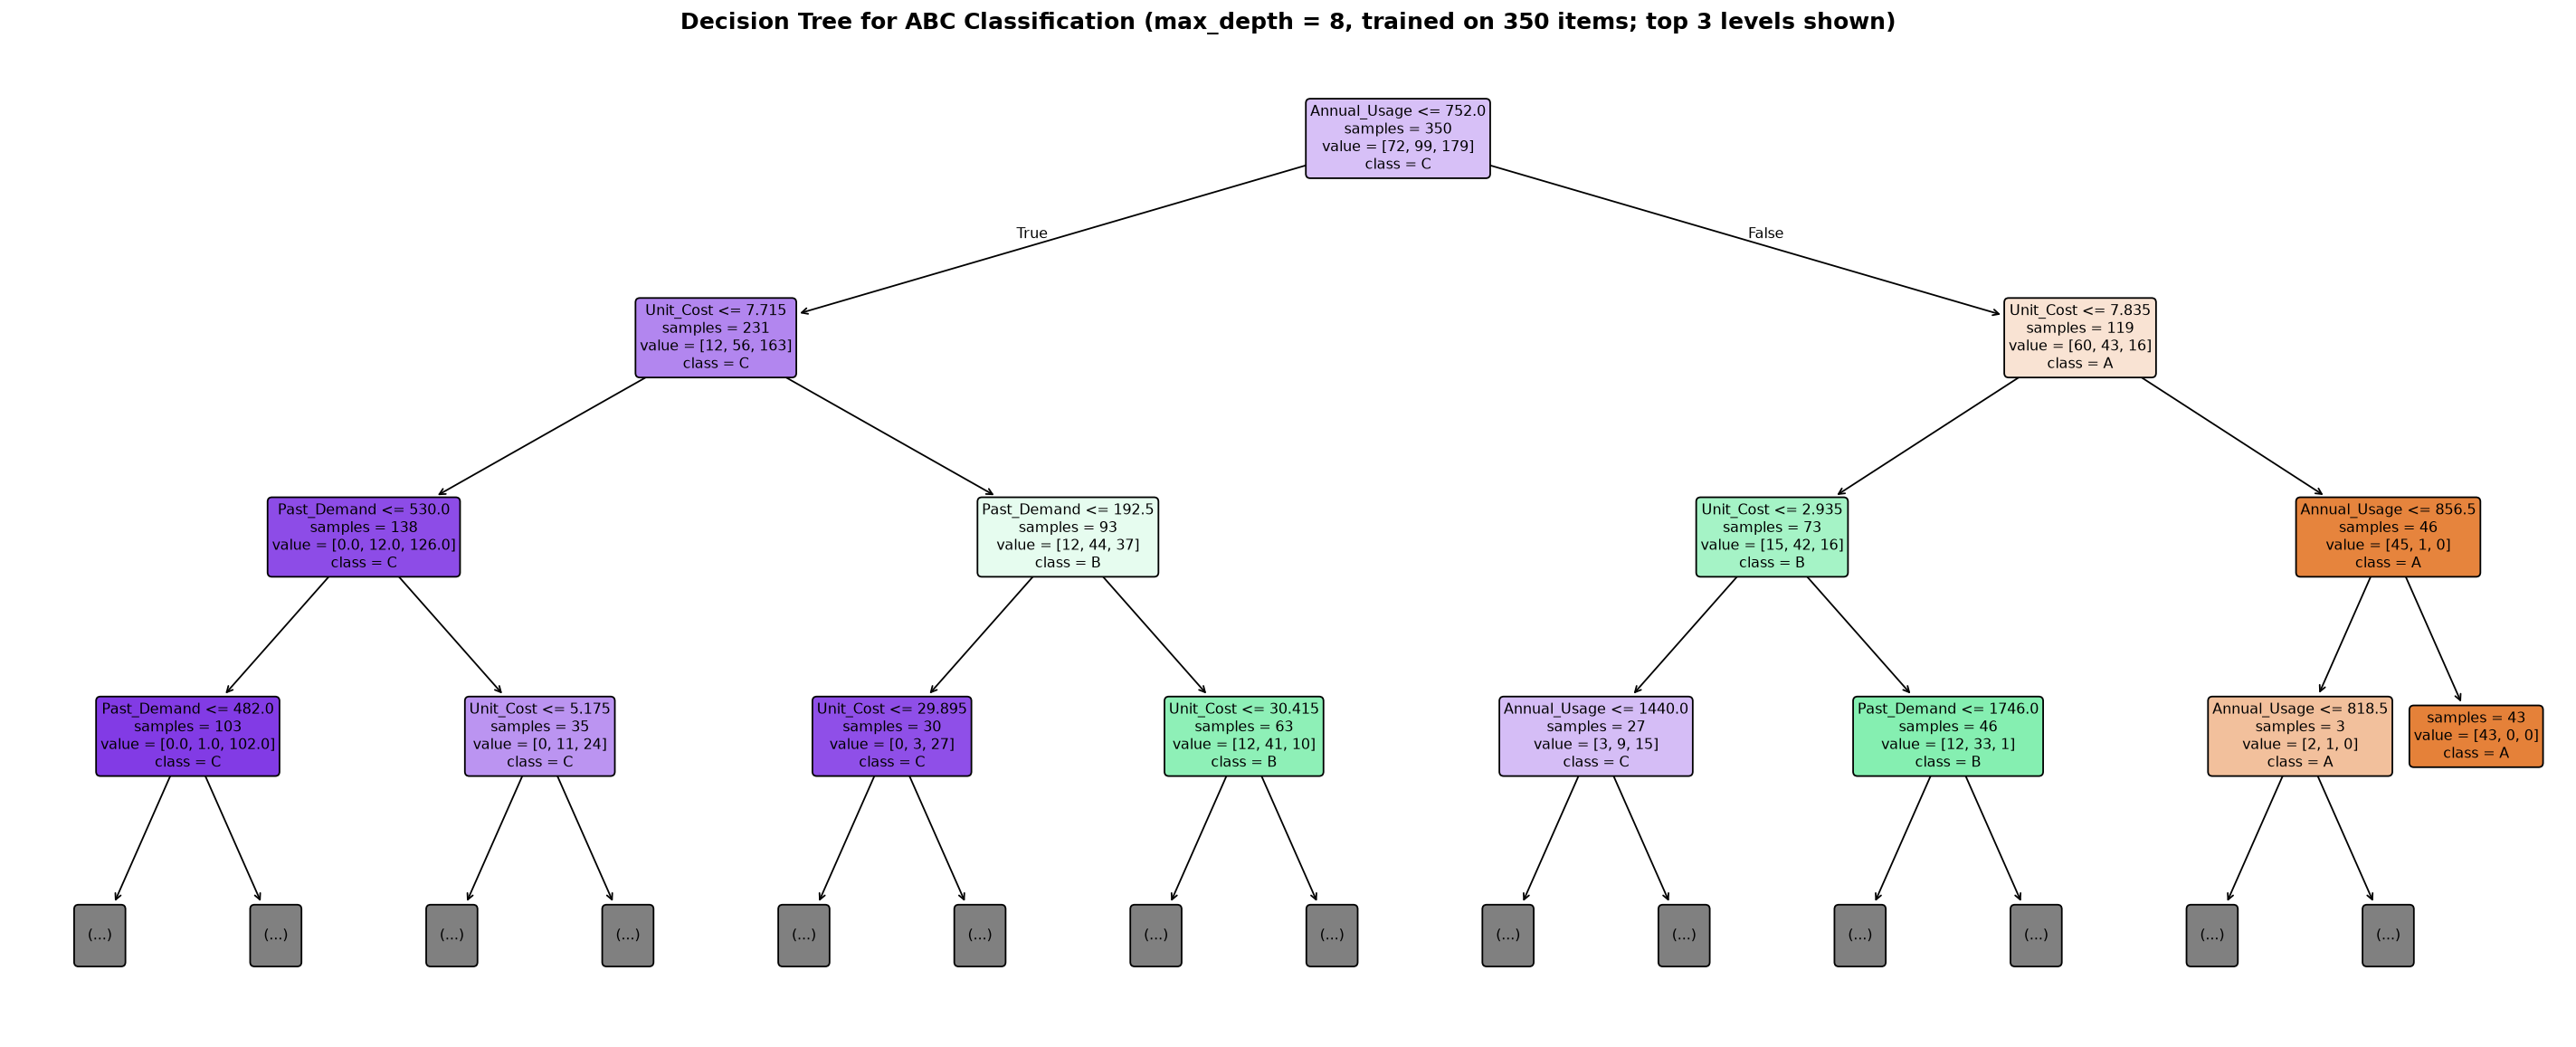 Decision Tree for ABC Classification (max_depth = 8, trained on 350 items; top 3 levels shown)
Annual_Usage <= 752.0
samples = 350
value = [72, 99, 179]
class = C
True
False
Unit_Cost <= 7.715
samples = 231
value = [12, 56, 163]
class = C
Unit_Cost <= 7.835
samples = 119
value = [60, 43, 16]
class = A
Past_Demand <= 530.0
samples = 138
value = [0.0, 12.0, 126.0]
class = C
Past_Demand <= 192.5
samples = 93
value = [12, 44, 37]
class = B
Unit_Cost <= 2.935
samples = 73
value = [15, 42, 16]
class = B
Annual_Usage <= 856.5
samples = 46
value = [45, 1, 0]
class = A
Past_Demand <= 482.0
samples = 103
value = [0.0, 1.0, 102.0]
class = C
Unit_Cost <= 5.175
samples = 35
value = [0, 11, 24]
class = C
Unit_Cost <= 29.895
samples = 30
value = [0, 3, 27]
class = C
Unit_Cost <= 30.415
samples = 63
value = [12, 41, 10]
class = B
Annual_Usage <= 1440.0
samples = 27
value = [3, 9, 15]
class = C
Past_Demand <= 1746.0
samples = 46
value = [12, 33, 1]
class = B
Annual_Usage <= 818.5
samples = 3
value = [2, 1, 0]
class = A
samples = 43
value = [43, 0, 0]
class = A
(...)
(...)
(...)
(...)
(...)
(...)
(...)
(...)
(...)
(...)
(...)
(...)
(...)
(...)